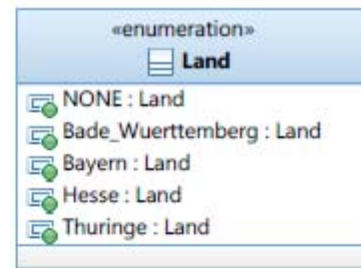 «enumeration»
Land
NONE : Land
Bade_Wuerttemberg : Land
Bayern : Land
Hesse : Land
Thuringe : Land